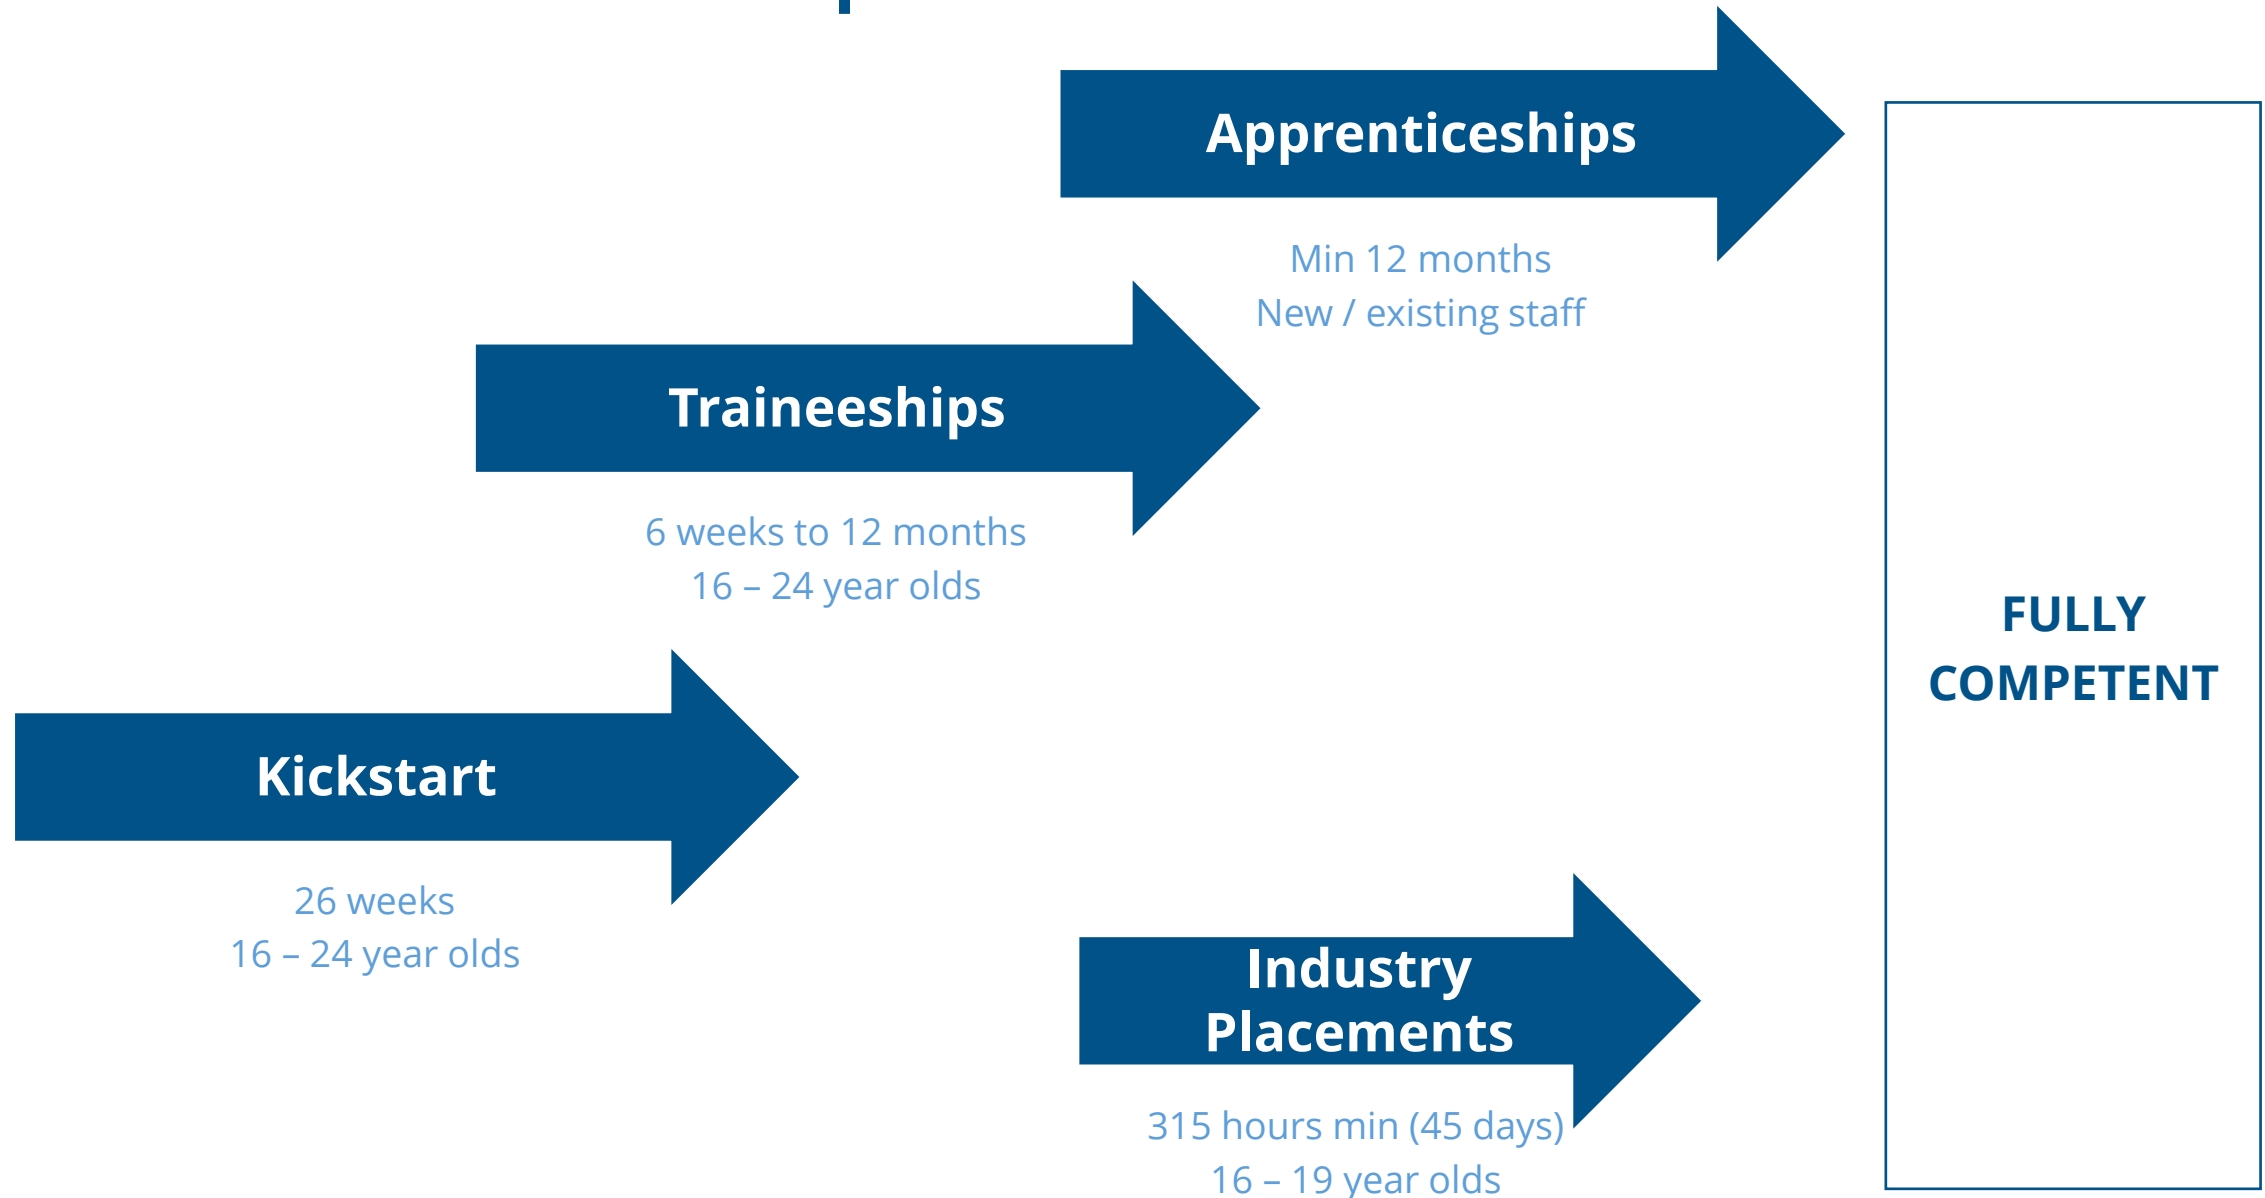 Apprenticeships
Min 12 months
New / existing staff
Traineeships
6 weeks to 12 months
16 – 24 year olds
FULLY
COMPETENT
Kickstart
26 weeks
16 – 24 year olds
Industry
Placements
315 hours min (45 days)
16 – 19 year olds